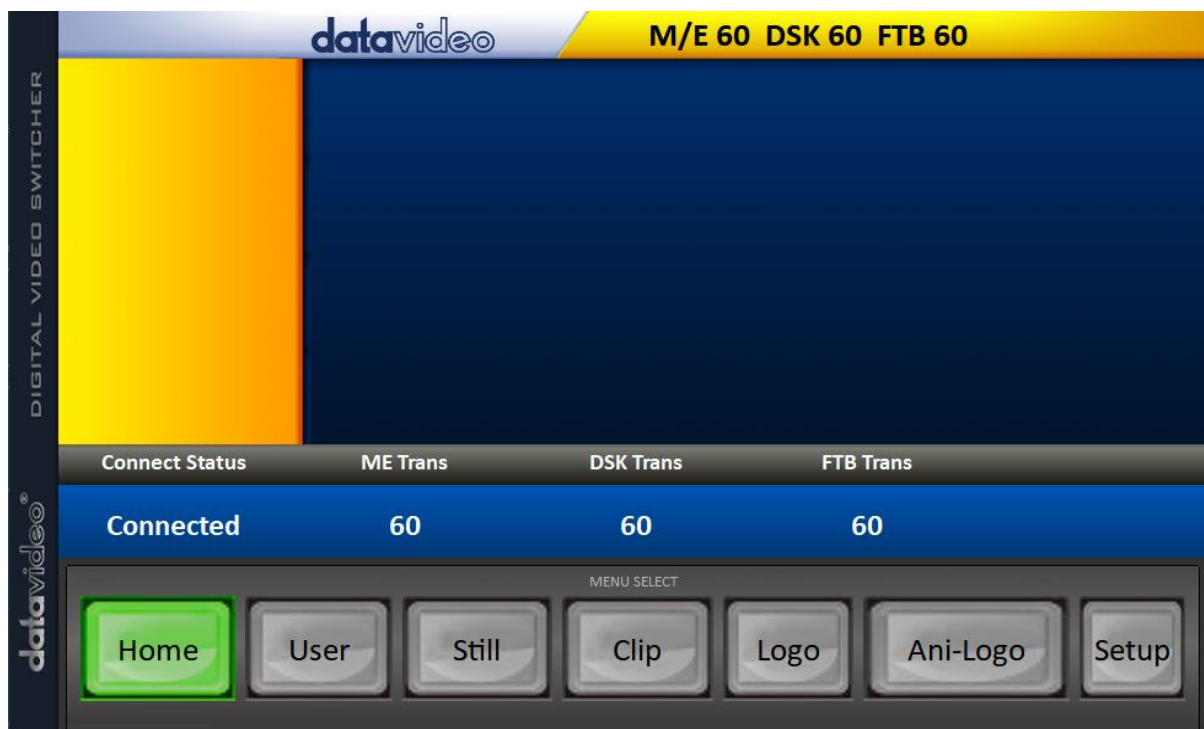 datavideo M/E 60 DSK 60 FTB 60
DIGITAL VIDEO SWITCHER
datavideo®
Connect Status ME Trans DSK Trans FTB Trans
Connected 60 60 60
MENU SELECT
Home User Still Clip Logo Ani-Logo Setup